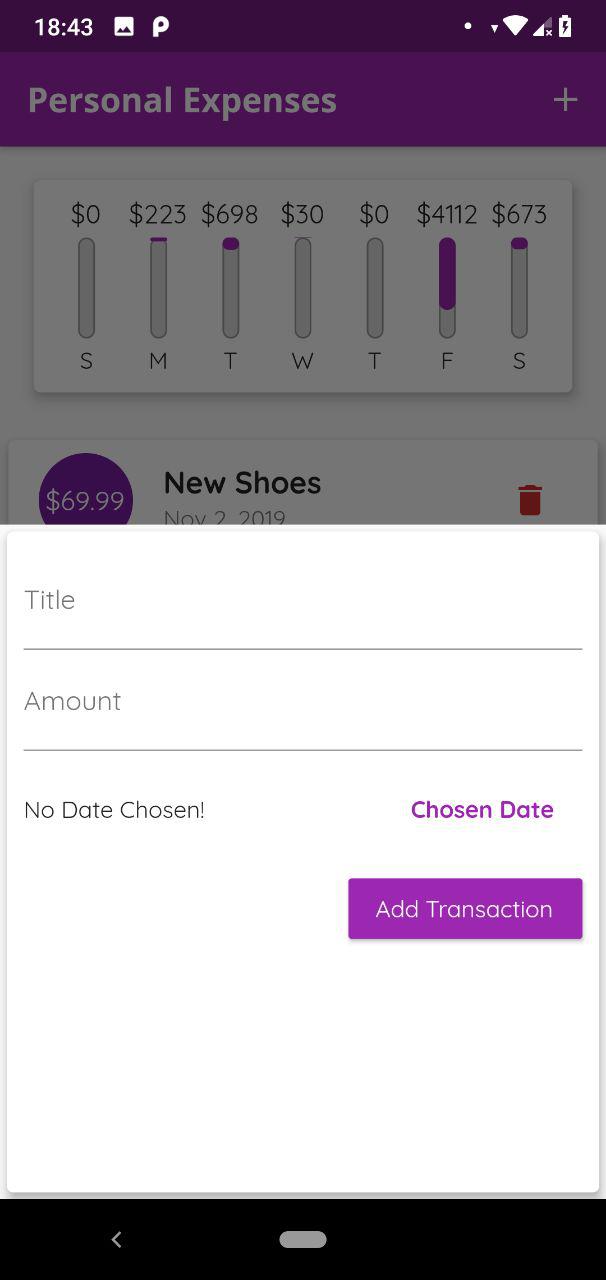 18:43
Personal Expenses +
$0 $223 $698 $30 $0 $4112 $673
S M T W T F S
New Shoes
$69.99
Nov 2, 2019
Title
Amount
No Date Chosen! Chosen Date
Add Transaction